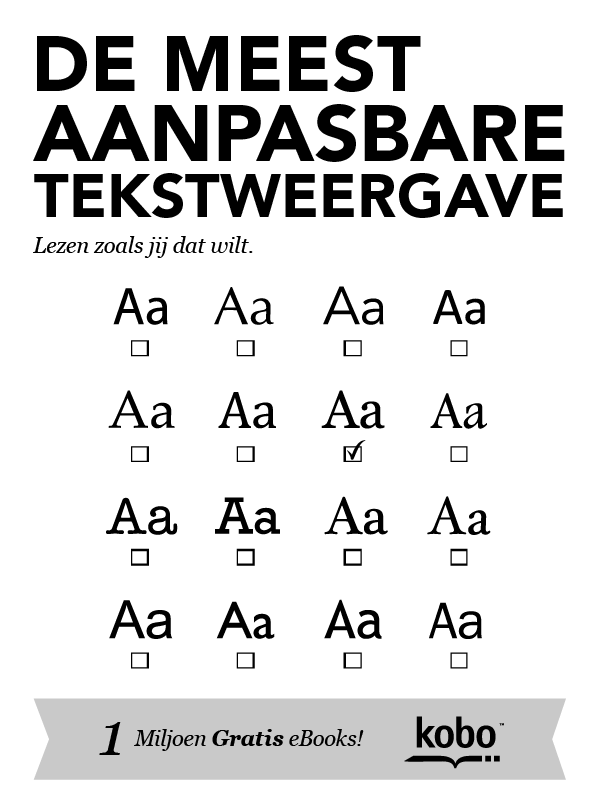 DE MEEST
AANPASBARE
TEKSTWEERGAVE
Lezen zoals jij dat wilt.
Aa Aa Aa Aa
Aa Aa Aa Aa
Aa Aa Aa Aa
Aa Aa Aa Aa
1 Miljoen Gratis eBooks! kobo™